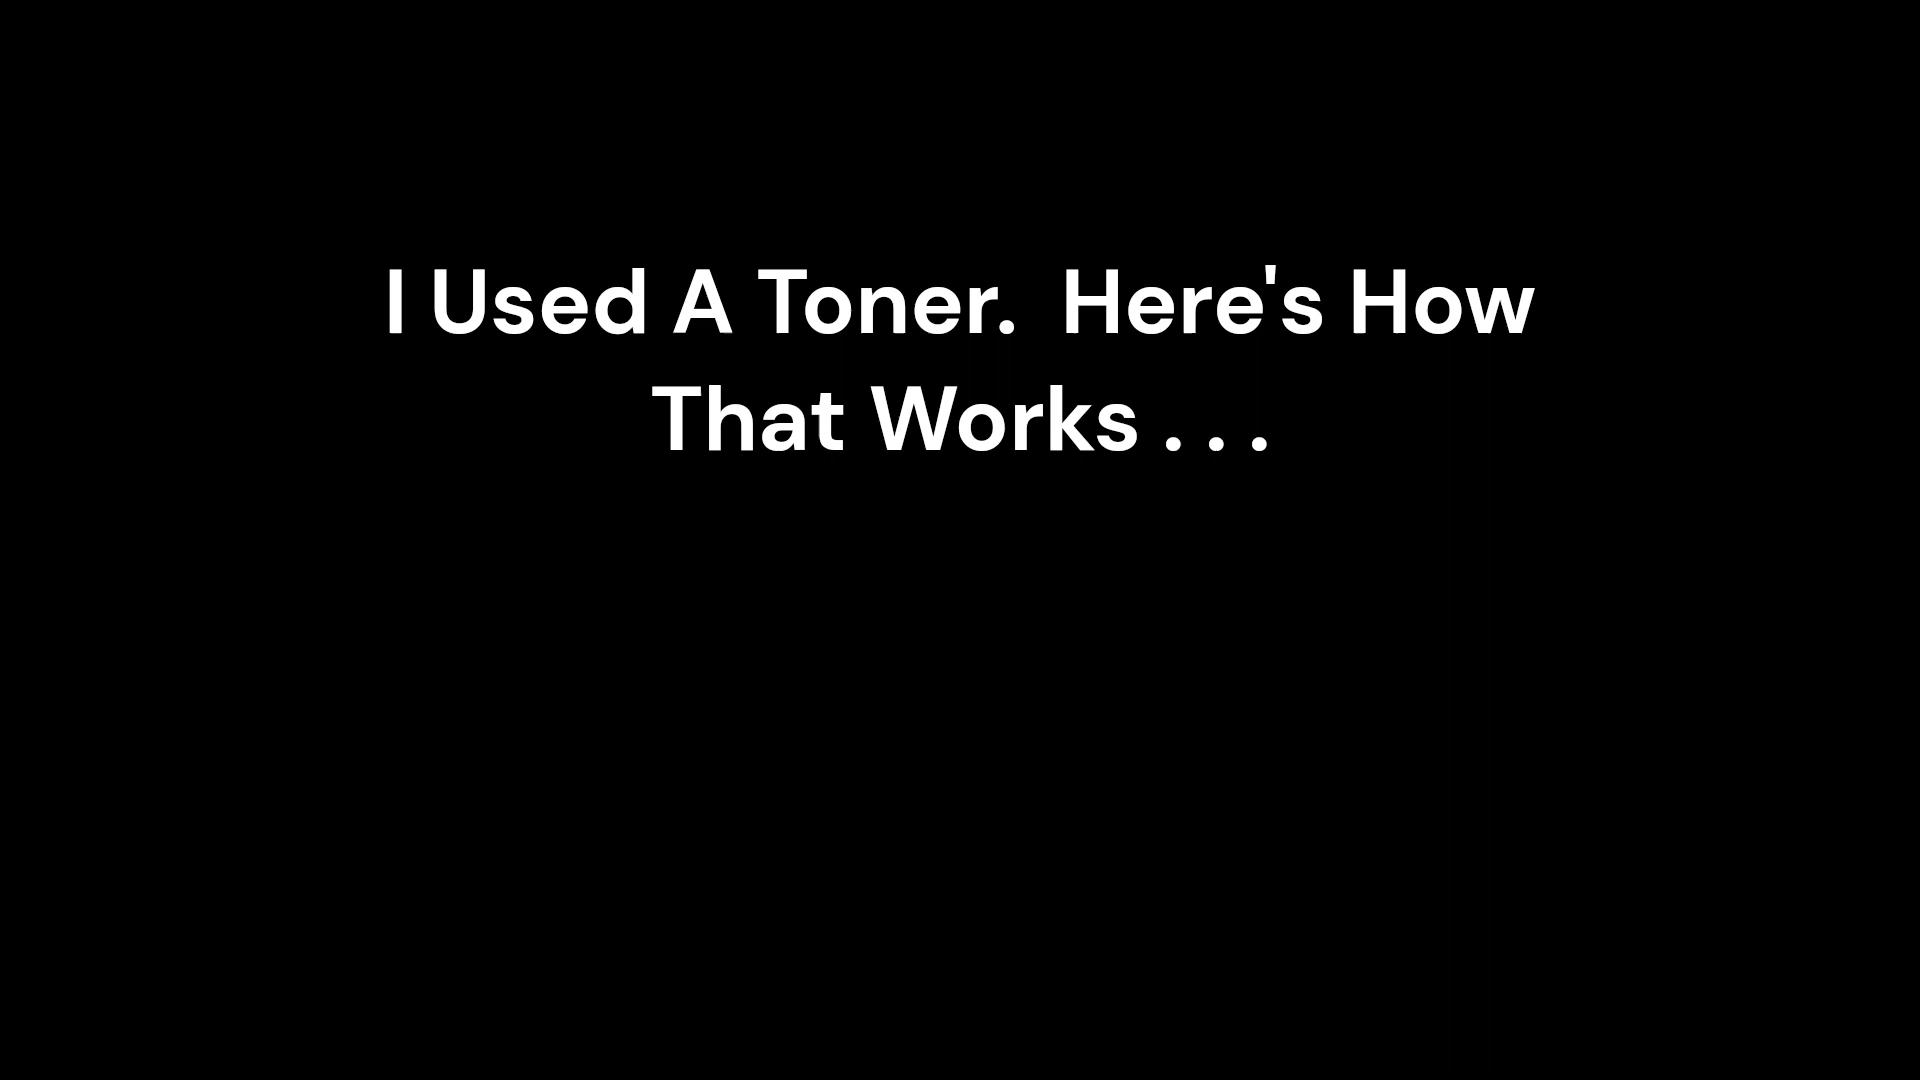 I Used A Toner.  Here's How
That Works . . .